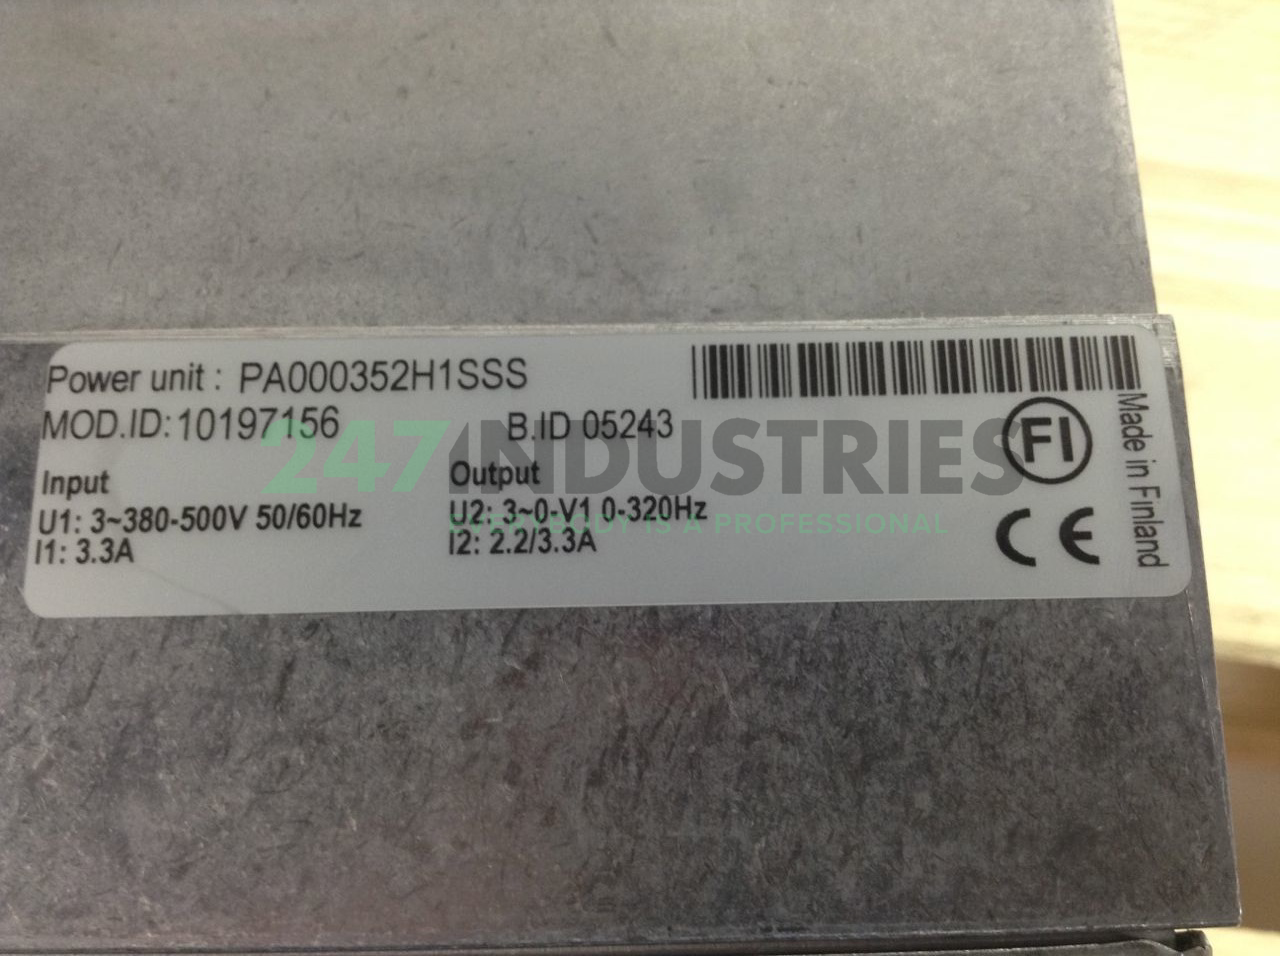 Power unit : PA000352H1SSS
MOD.ID: 10197156 B.ID 05243
Input
U1: 3~380-500V 50/60Hz
I1: 3.3A
Output
U2: 3~0-V1 0-320Hz
I2: 2.2/3.3A
FI
CE
Made in Finland
247INDUSTRIES
EVERYBODY IS A PROFESSIONAL